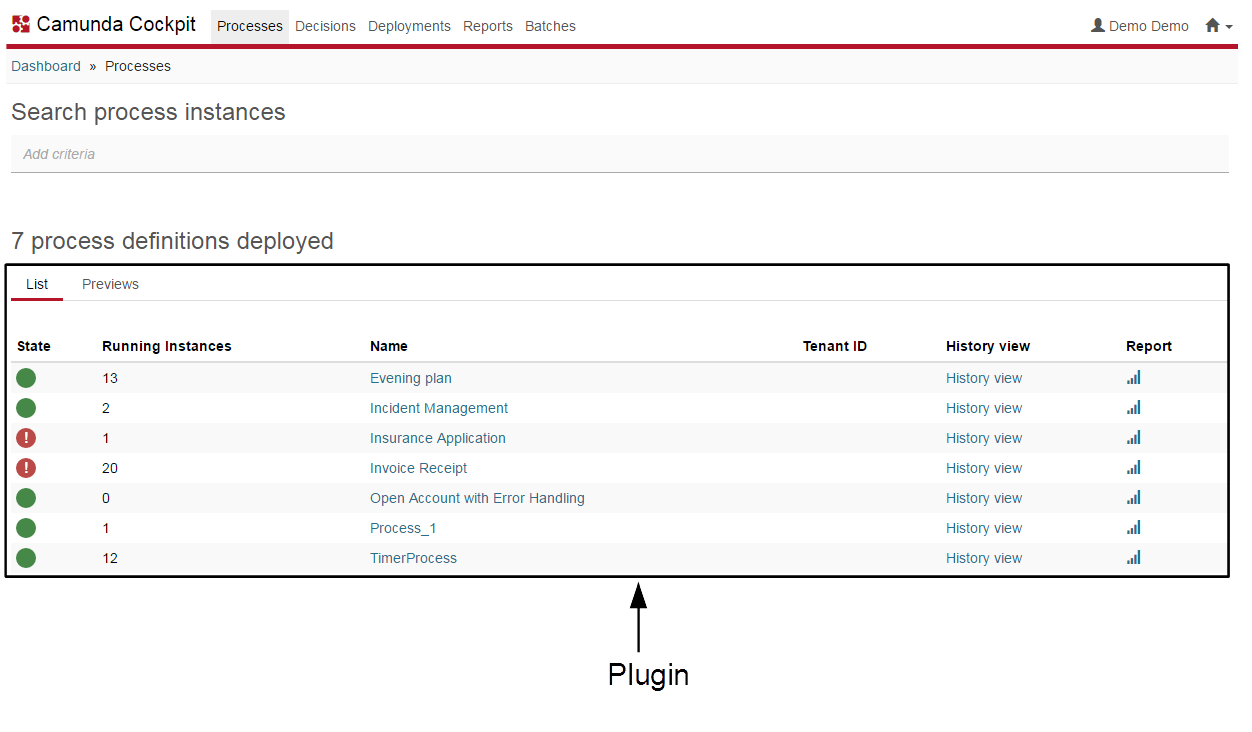 Camunda Cockpit Processes Decisions Deployments Reports Batches Demo Demo
Dashboard » Processes
Search process instances
Add criteria
7 process definitions deployed
List Previews
State Running Instances Name Tenant ID History view Report
13 Evening plan History view
2 Incident Management History view
! 1 Insurance Application History view
! 20 Invoice Receipt History view
0 Open Account with Error Handling History view
1 Process_1 History view
12 TimerProcess History view
Plugin